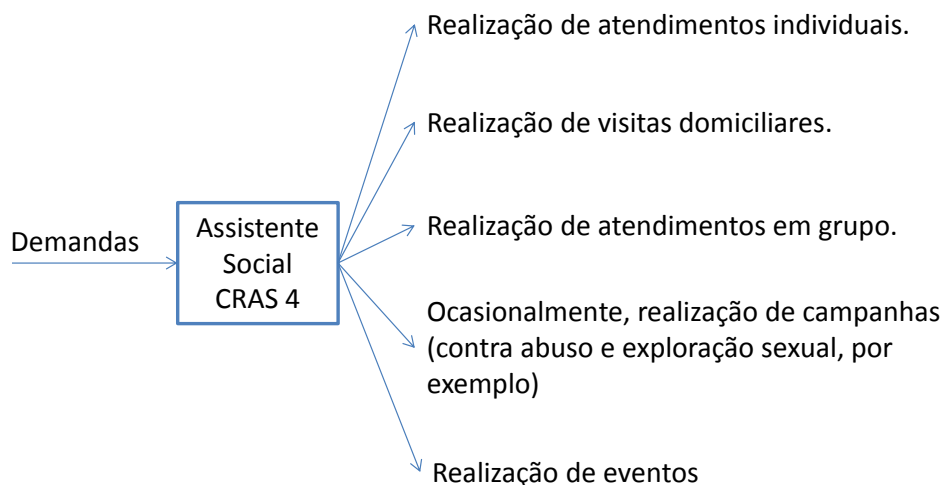 Realização de atendimentos individuais.
Realização de visitas domiciliares.
Realização de atendimentos em grupo.
Demandas
Assistente
Social
CRAS 4
Ocasionalmente, realização de campanhas
(contra abuso e exploração sexual, por
exemplo)
Realização de eventos